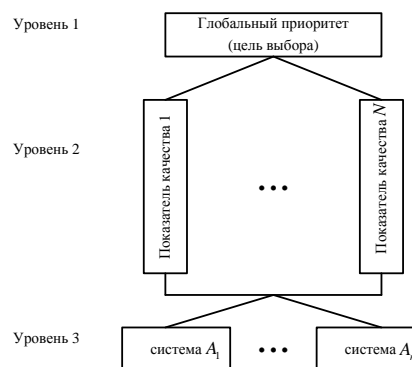 Уровень 1
Глобальный приоритет
(цель выбора)
Уровень 2
Показатель качества 1
...
Показатель качества N
Уровень 3
система A₁
...
система A